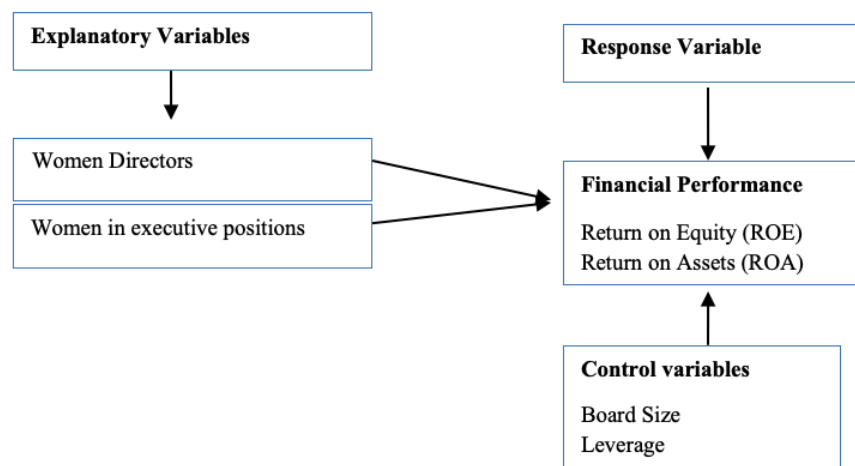 Explanatory Variables
Response Variable
Women Directors
Women in executive positions
Financial Performance
Return on Equity (ROE)
Return on Assets (ROA)
Control variables
Board Size
Leverage